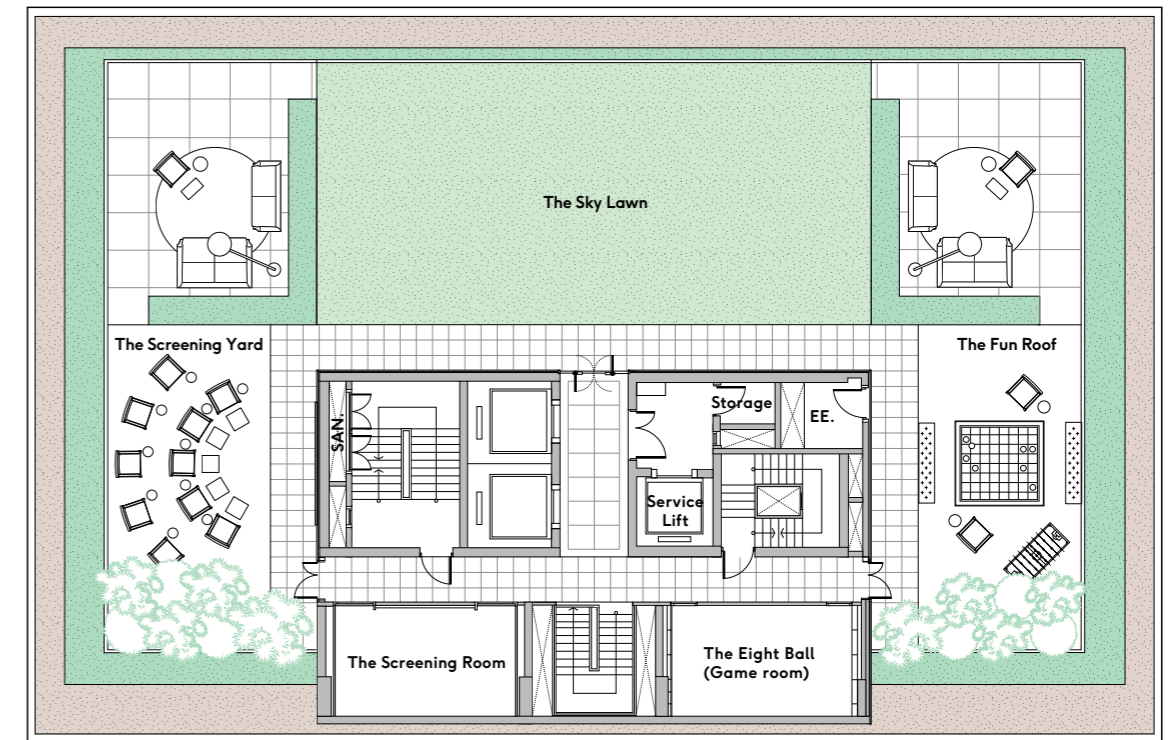 The Sky Lawn
The Screening Yard
The Fun Roof
SAN.
Storage
EE.
Service
Lift
The Screening Room
The Eight Ball
(Game room)